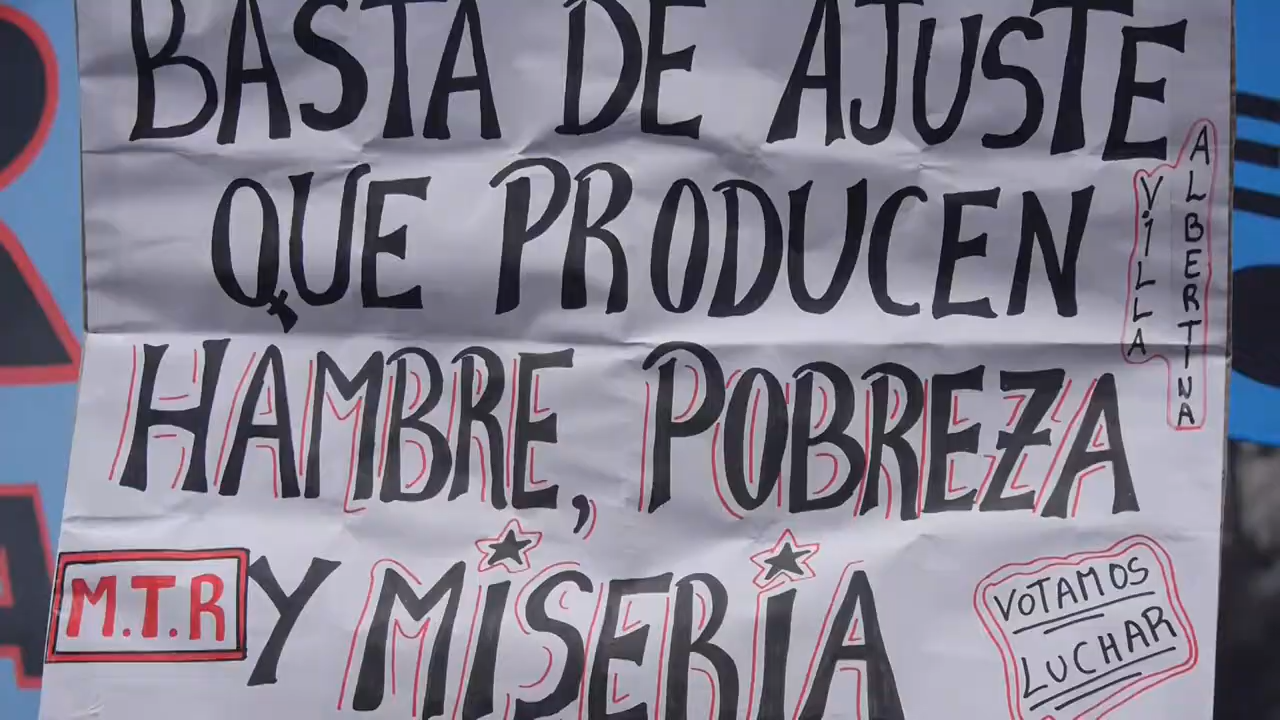 BASTA DE AJUSTE
QUE PRODUCEN
VILLA
ALBERTINA
HAMBRE, POBREZA
M.T.R
Y MISERIA
VOTAMOS
LUCHAR